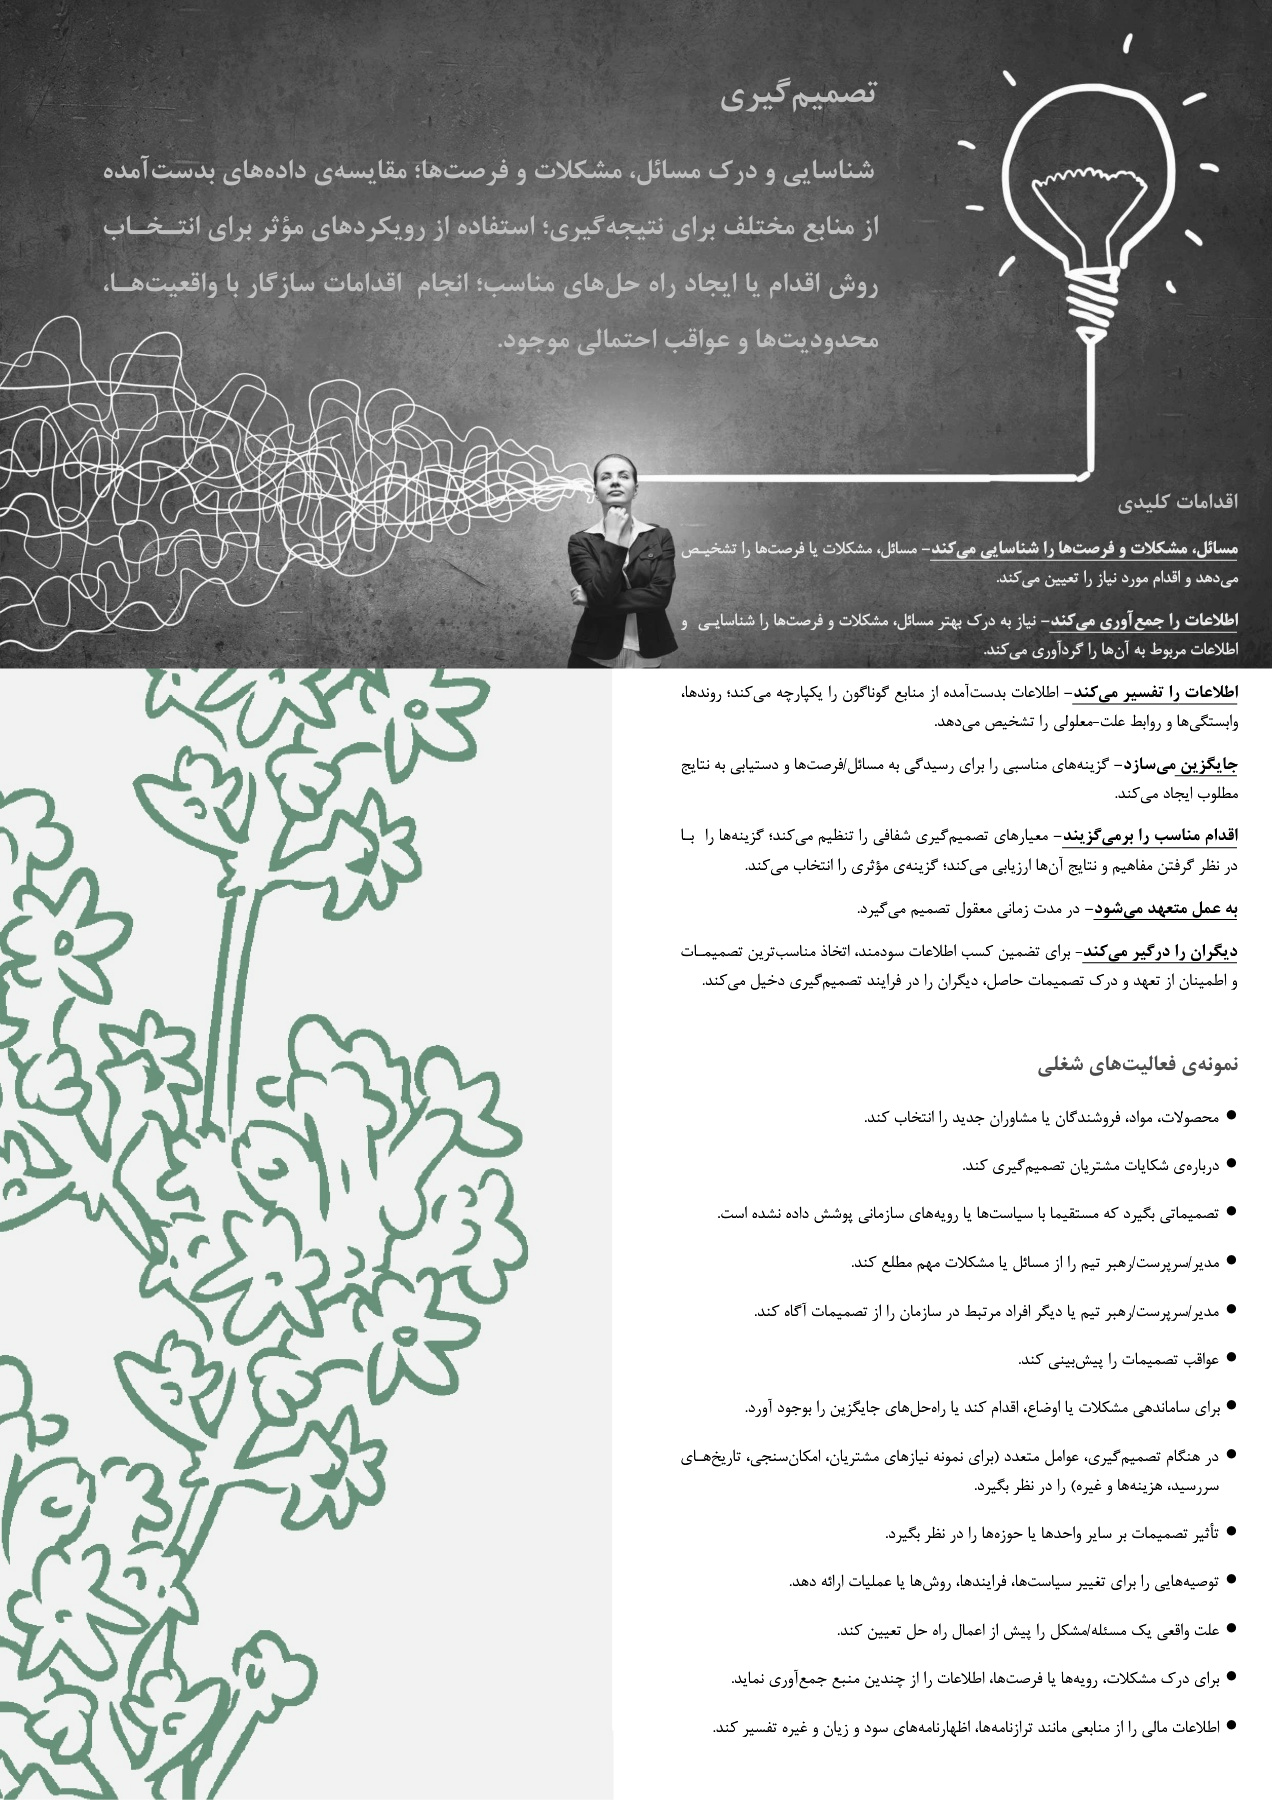 تصمیم‌گیری
شناسایی و درک مسائل، مشکلات و فرصت‌ها؛ مقایسه‌ی داده‌های بدست‌آمده
از منابع مختلف برای نتیجه‌گیری؛ استفاده از رویکردهای مؤثر برای انتــخــاب
روش اقدام یا ایجاد راه حل‌های مناسب؛ انجام اقدامات سازگار با واقعیت‌هــا،
محدودیت‌ها و عواقب احتمالی موجود.
اقدامات کلیدی
مسائل، مشکلات و فرصت‌ها را شناسایی می‌کند- مسائل، مشکلات یا فرصت‌ها را تشخیـص
می‌دهد و اقدام مورد نیاز را تعیین می‌کند.
اطلاعات را جمع‌آوری می‌کند- نیاز به درک بهتر مسائل، مشکلات و فرصت‌ها را شناسایـی و
اطلاعات مربوط به آن‌ها را گردآوری می‌کند.
اطلاعات را تفسیر می‌کند- اطلاعات بدست‌آمده از منابع گوناگون را یکپارچه می‌کند؛ روندها،
وابستگی‌ها و روابط علت-معلولی را تشخیص می‌دهد.
جایگزین می‌سازد- گزینه‌های مناسبی را برای رسیدگی به مسائل/فرصت‌ها و دستیابی به نتایج
مطلوب ایجاد می‌کند.
اقدام مناسب را برمی‌گزیند- معیارهای تصمیم‌گیری شفافی را تنظیم می‌کند؛ گزینه‌ها را بـا
در نظر گرفتن مفاهیم و نتایج آن‌ها ارزیابی می‌کند؛ گزینه‌ی مؤثری را انتخاب می‌کند.
به عمل متعهد می‌شود- در مدت زمانی معقول تصمیم می‌گیرد.
دیگران را درگیر می‌کند- برای تضمین کسب اطلاعات سودمند، اتخاذ مناسب‌ترین تصمیمـات
و اطمینان از تعهد و درک تصمیمات حاصل، دیگران را در فرایند تصمیم‌گیری دخیل می‌کند.
نمونه‌ی فعالیت‌های شغلی
● محصولات، مواد، فروشندگان یا مشاوران جدید را انتخاب کند.
● درباره‌ی شکایات مشتریان تصمیم‌گیری کند.
● تصمیماتی بگیرد که مستقیما با سیاست‌ها یا رویه‌های سازمانی پوشش داده نشده است.
● مدیر/سرپرست/رهبر تیم را از مسائل یا مشکلات مهم مطلع کند.
● مدیر/سرپرست/رهبر تیم یا دیگر افراد مرتبط در سازمان را از تصمیمات آگاه کند.
● عواقب تصمیمات را پیش‌بینی کند.
● برای ساماندهی مشکلات یا اوضاع، اقدام کند یا راه‌حل‌های جایگزین را بوجود آورد.
● در هنگام تصمیم‌گیری، عوامل متعدد (برای نمونه نیازهای مشتریان، امکان‌سنجی، تاریخ‌هـای
سررسید، هزینه‌ها و غیره) را در نظر بگیرد.
● تأثیر تصمیمات بر سایر واحدها یا حوزه‌ها را در نظر بگیرد.
● توصیه‌هایی را برای تغییر سیاست‌ها، فرایندها، روش‌ها یا عملیات ارائه دهد.
● علت واقعی یک مسئله/مشکل را پیش از اعمال راه حل تعیین کند.
● برای درک مشکلات، رویه‌ها یا فرصت‌ها، اطلاعات را از چندین منبع جمع‌آوری نماید.
● اطلاعات مالی را از منابعی مانند ترازنامه‌ها، اظهارنامه‌های سود و زیان و غیره تفسیر کند.